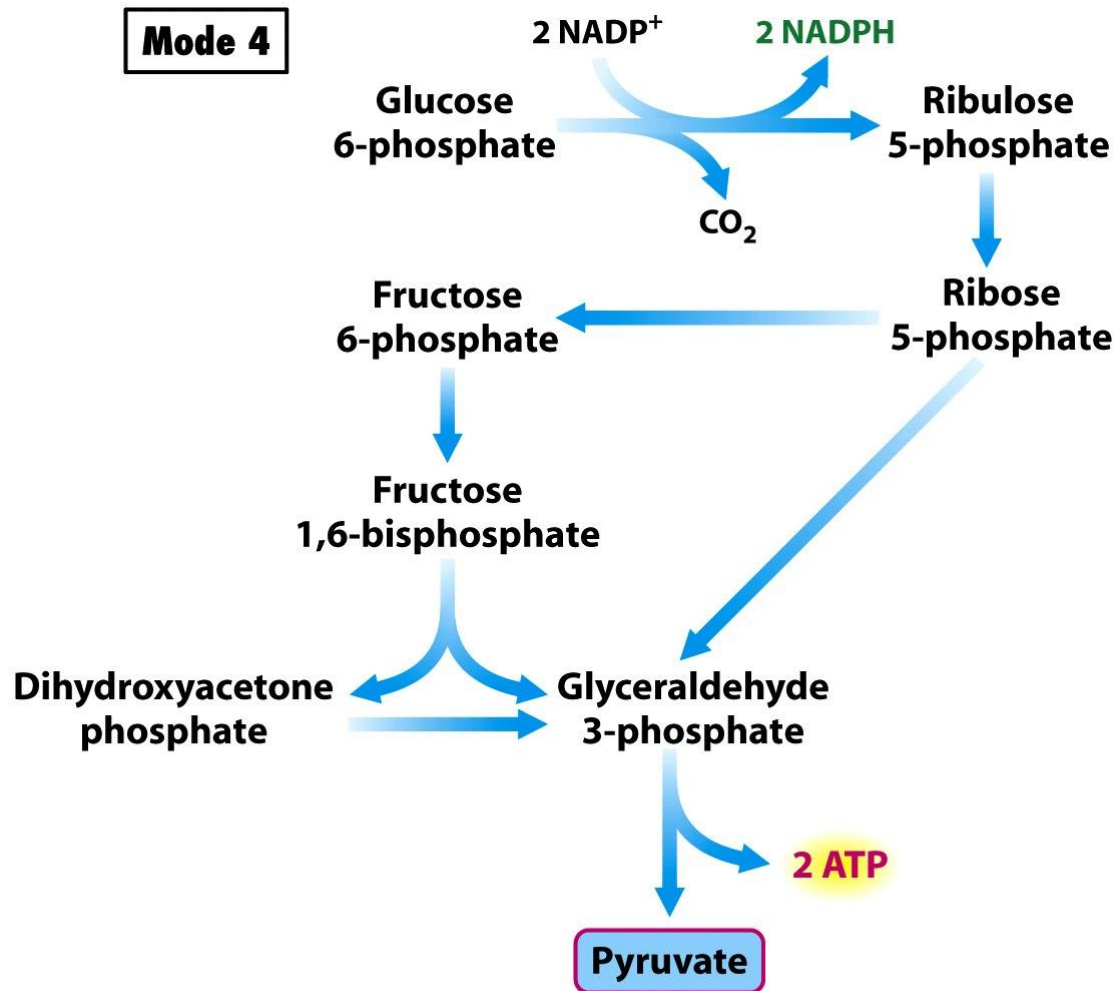 Mode 4
2 NADP⁺
2 NADPH
Glucose
6-phosphate
Ribulose
5-phosphate
CO₂
Fructose
6-phosphate
Ribose
5-phosphate
Fructose
1,6-bisphosphate
Dihydroxyacetone
phosphate
Glyceraldehyde
3-phosphate
2 ATP
Pyruvate